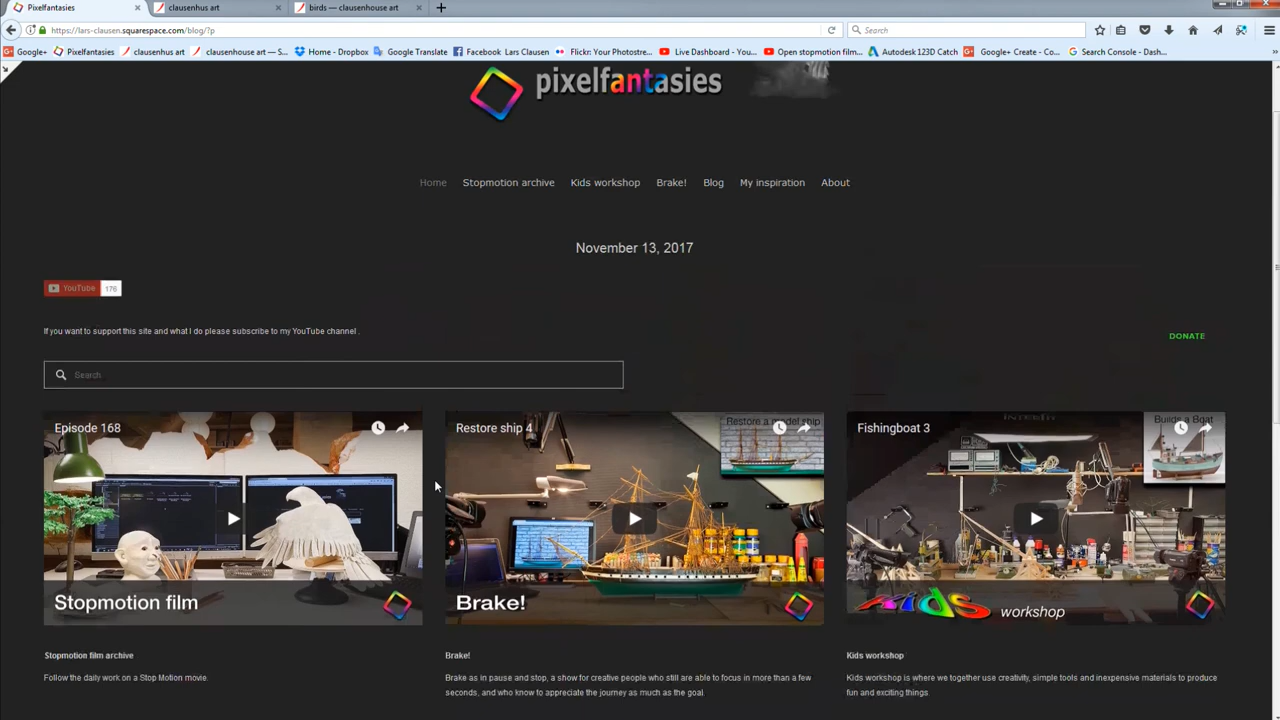 Pixelfantasies
clausenhus art
birds — clausenhouse art
https://lars-clausen.squarespace.com/blog/?p
Search
Google+
Pixelfantasies
clausenhus art
clausenhouse art — S...
Home - Dropbox
Google Translate
Facebook Lars Clausen
Flickr: Your Photostre...
Live Dashboard - You...
Open stopmotion film...
Autodesk 123D Catch
Google+ Create - Co...
Search Console - Dash...
pixelfantasies
Home
Stopmotion archive
Kids workshop
Brake!
Blog
My inspiration
About
November 13, 2017
YouTube 176
If you want to support this site and what I do please subscribe to my YouTube channel .
DONATE
Search
Episode 168
Stopmotion film
Restore ship 4
Restore a model ship
Brake!
Fishingboat 3
Builds a Boat
kids workshop
Stopmotion film archive
Follow the daily work on a Stop Motion movie.
Brake!
Brake as in pause and stop, a show for creative people who still are able to focus in more than a few
seconds, and who know to appreciate the journey as much as the goal.
Kids workshop
Kids workshop is where we together use creativity, simple tools and inexpensive materials to produce
fun and exciting things.